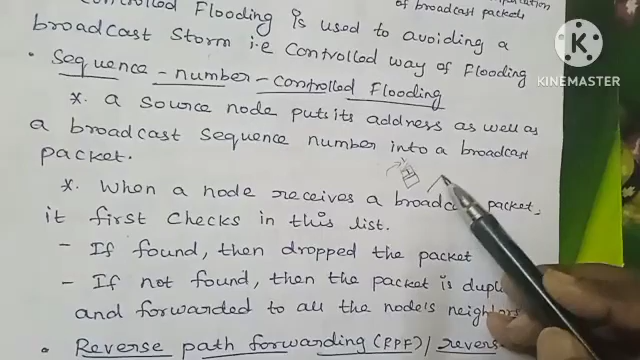 Controlled Flooding is used to avoiding a
of broadcast packets
broadcast storm i.e controlled way of flooding
• Sequence-number-controlled Flooding
*. a source node puts its address as well as
a broadcast sequence number into a broadcast
packet.
*. when a node receives a broadca packet,
it first checks in this list.
- If found, then dropped the packet
- If not found, then the packet is dupl
and forwarded to all the node's neighbors
• Reverse path forwarding (RPF)/revers
K
KINEMASTER